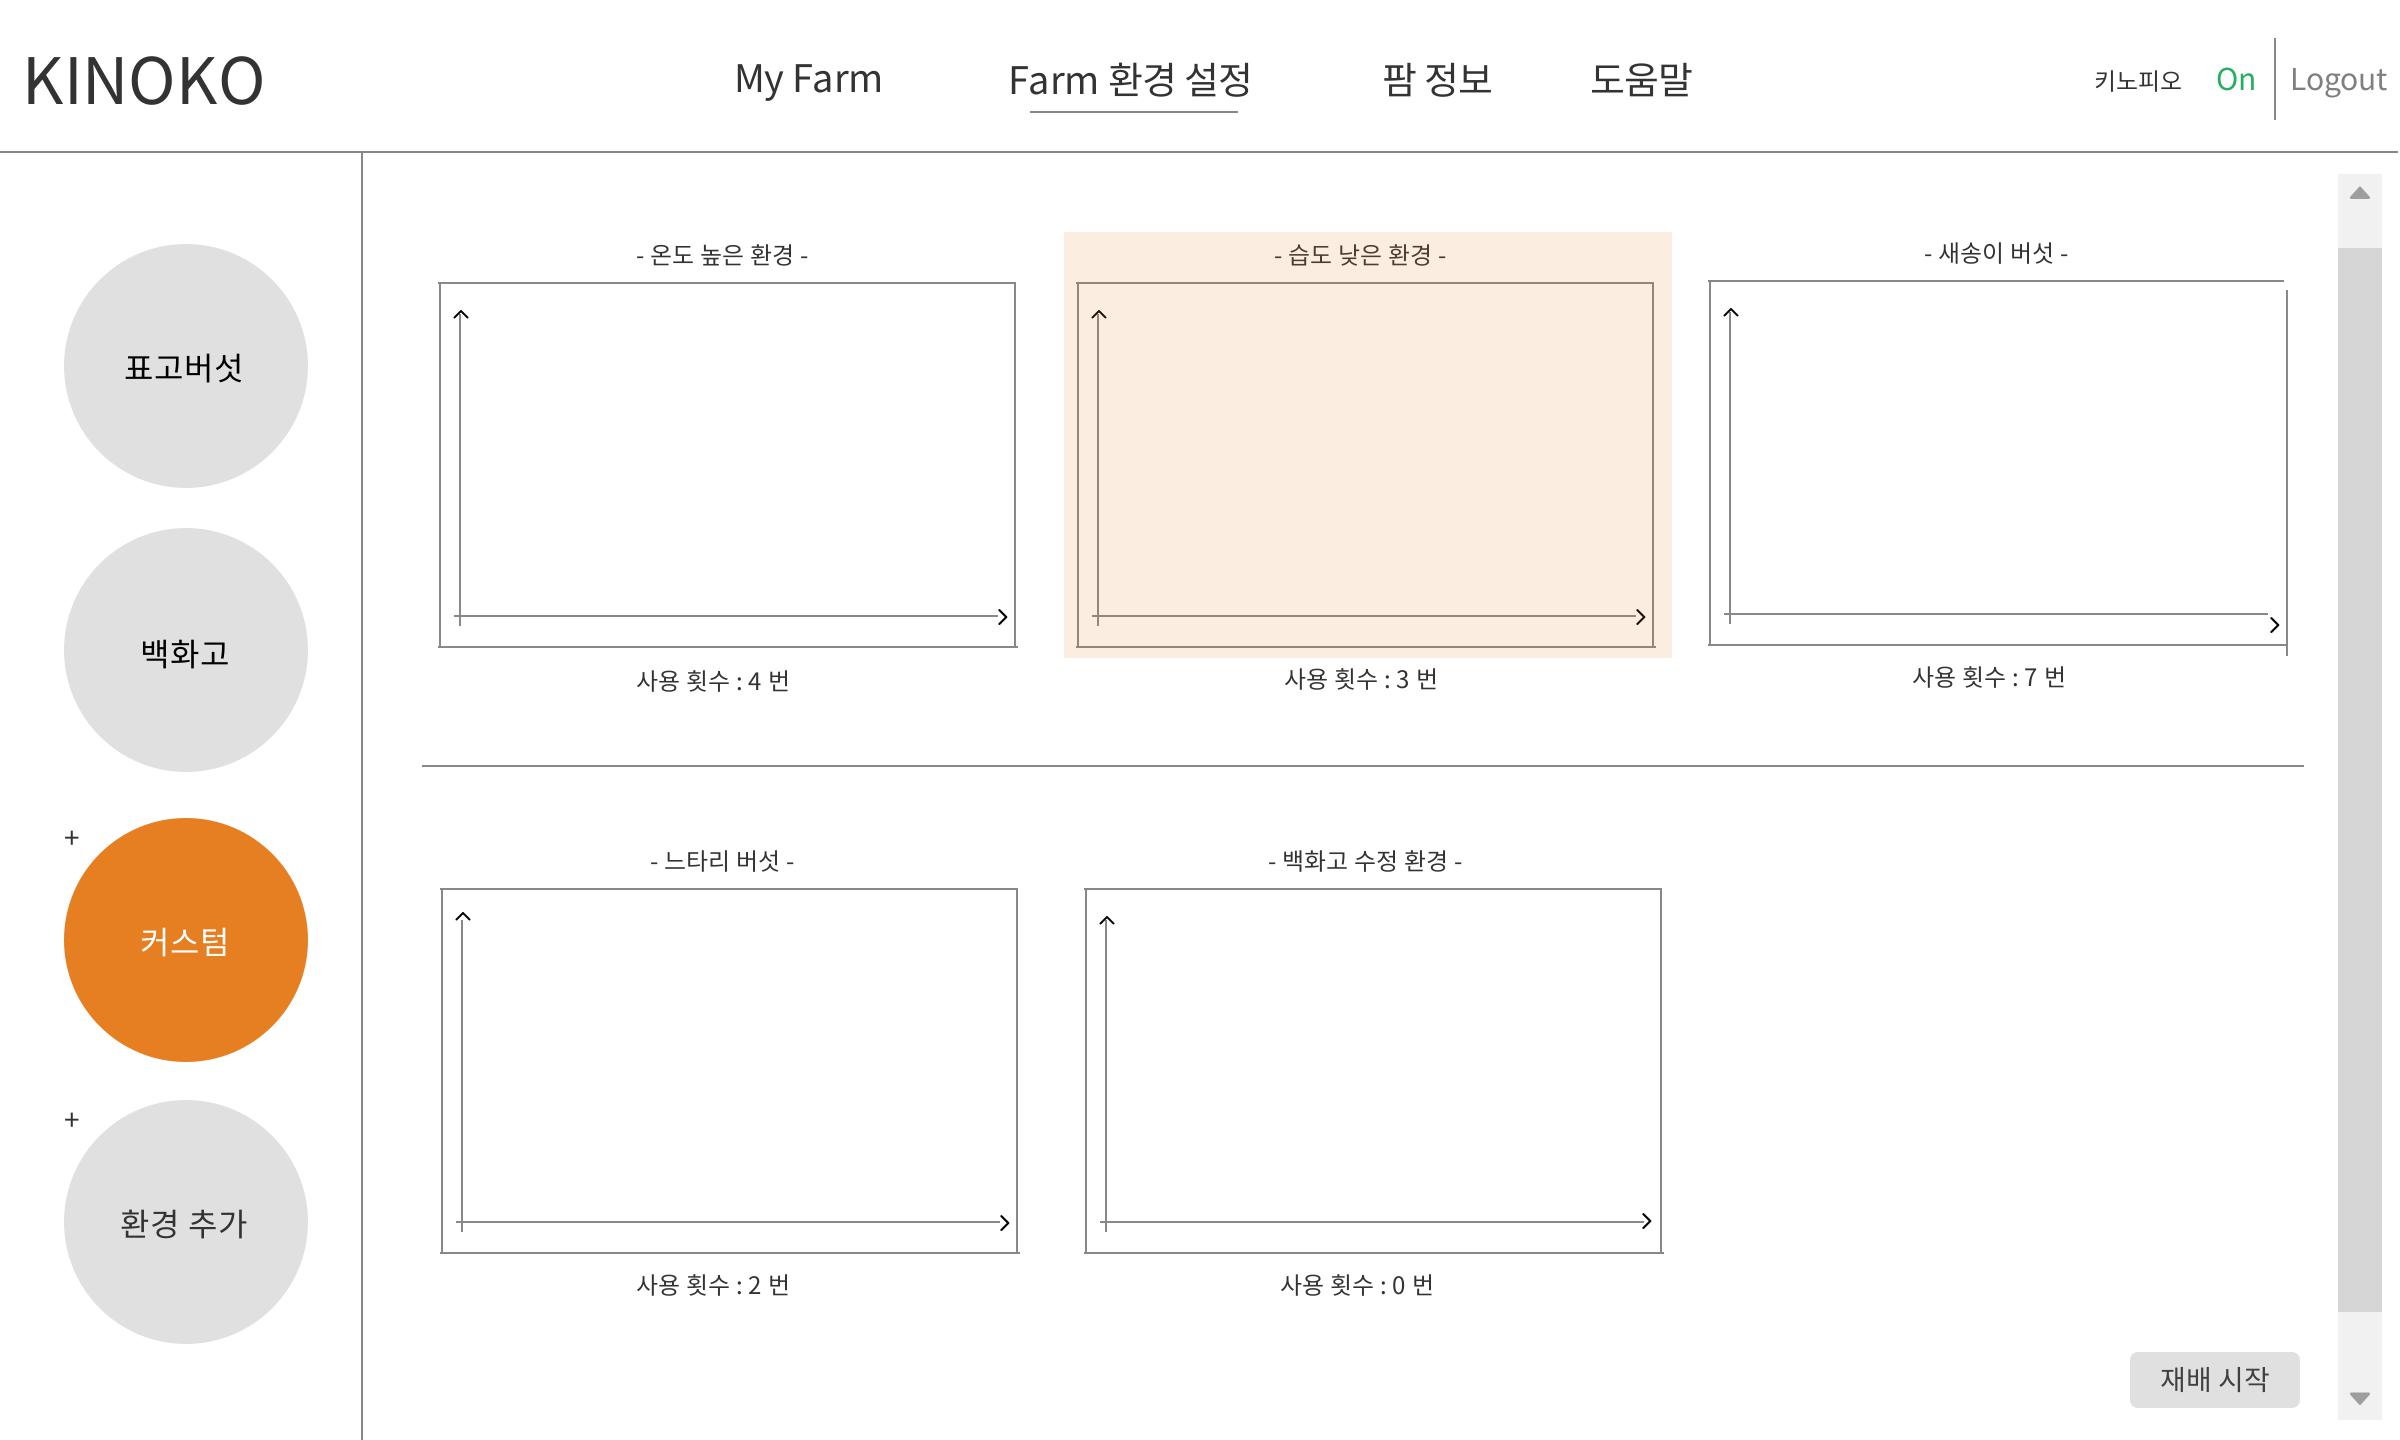 KINOKO
My Farm
Farm 환경 설정
팜 정보
도움말
키노피오
On
Logout
표고버섯
백화고
+
커스텀
+
환경 추가
- 온도 높은 환경 -
- 습도 낮은 환경 -
- 새송이 버섯 -
사용 횟수 : 4 번
사용 횟수 : 3 번
사용 횟수 : 7 번
- 느타리 버섯 -
- 백화고 수정 환경 -
사용 횟수 : 2 번
사용 횟수 : 0 번
재배 시작